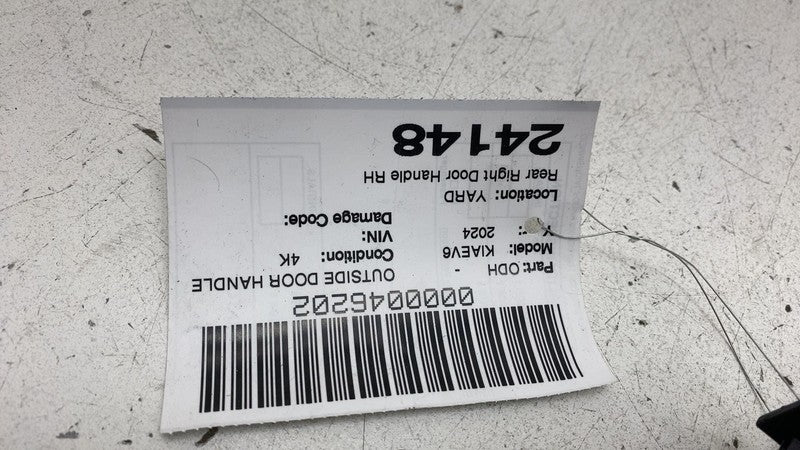 0000046202
Part: ODH - OUTSIDE DOOR HANDLE
Model: KIAEV6 Condition: 4K
2024 VIN:
Damage Code:
Location: YARD
Rear Right Door Handle RH
24148